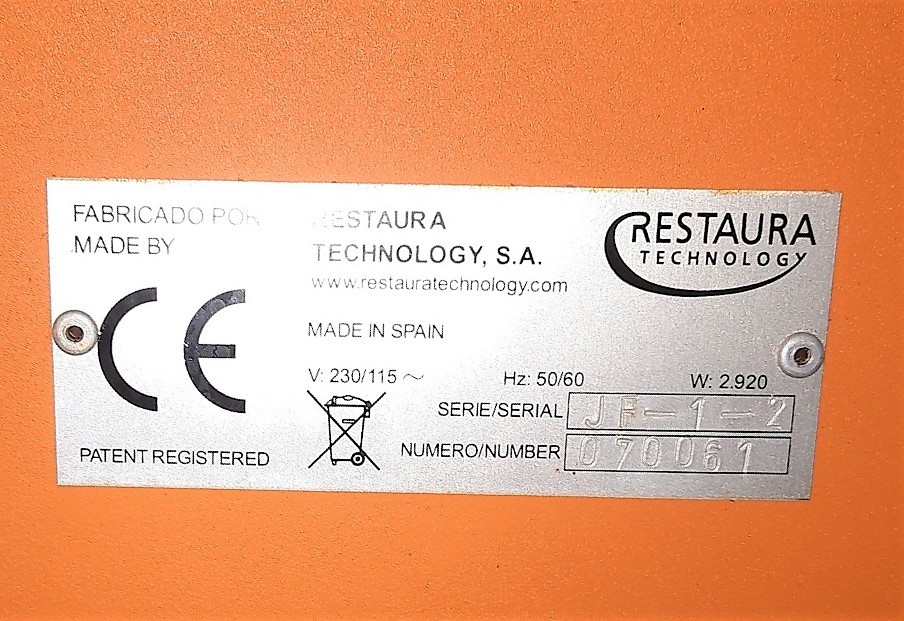 FABRICADO POR
MADE BY
RESTAURA
TECHNOLOGY, S.A.
www.restauratechnology.com
RESTAURA
TECHNOLOGY
CE
MADE IN SPAIN
V: 230/115 ~ Hz: 50/60 W: 2.920
SERIE/SERIAL JF-1-2
NUMERO/NUMBER 070061
PATENT REGISTERED